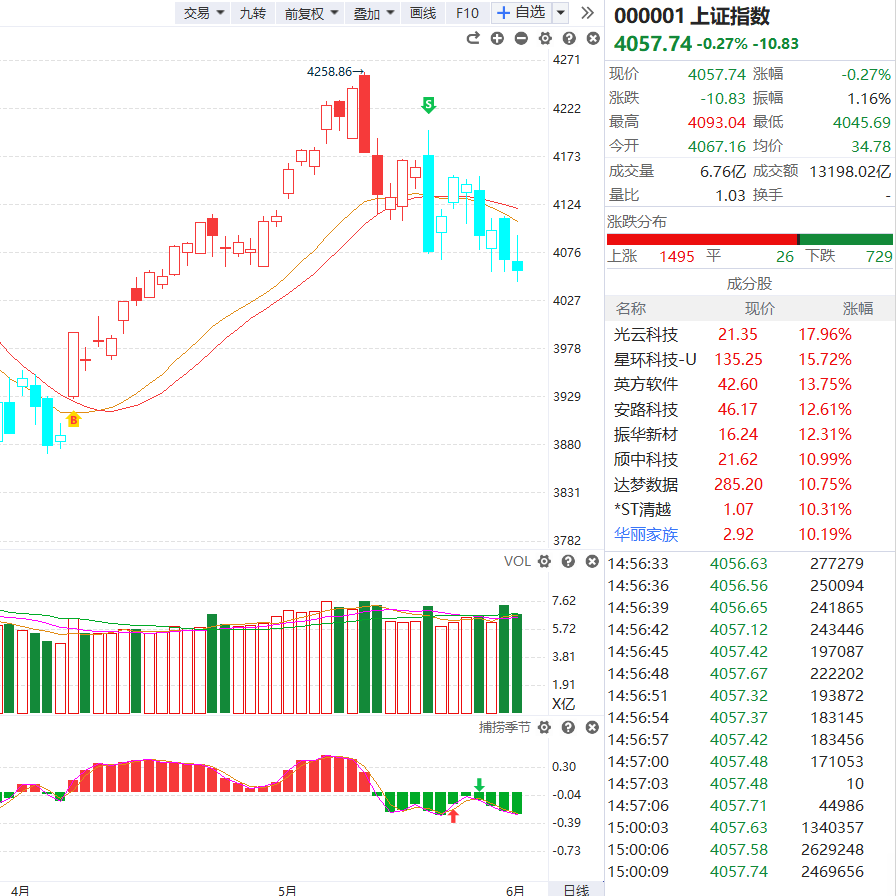 交易 九转 前复权 叠加 画线 F10 + 自选
4258.86
S
B
4271
4222
4173
4124
4076
4027
3978
3929
3880
3831
3782
VOL
7.62
5.72
3.81
1.91
X亿
捕捞季节
0.30
-0.04
-0.39
-0.73
4月 5月 6月 日线
000001 上证指数
4057.74 -0.27% -10.83
现价 4057.74 涨幅 -0.27%
涨跌 -10.83 振幅 1.16%
最高 4093.04 最低 4045.69
今开 4067.16 均价 34.78
成交量 6.76亿 成交额 13198.02亿
量比 1.03 换手 -
涨跌分布
上涨 1495 平 26 下跌 729
成分股
名称 现价 涨幅
光云科技 21.35 17.96%
星环科技-U 135.25 15.72%
英方软件 42.60 13.75%
安路科技 46.17 12.61%
振华新材 16.24 12.31%
颀中科技 21.62 10.99%
达梦数据 285.20 10.75%
*ST清越 1.07 10.31%
华丽家族 2.92 10.19%
14:56:33 4056.63 277279
14:56:36 4056.56 250094
14:56:39 4056.65 241865
14:56:42 4057.12 243446
14:56:45 4057.42 197087
14:56:48 4057.67 222202
14:56:51 4057.32 193872
14:56:54 4057.37 183145
14:56:57 4057.42 183456
14:57:00 4057.48 171053
14:57:03 4057.48 10
14:57:06 4057.71 44986
15:00:03 4057.63 1340357
15:00:06 4057.58 2629248
15:00:09 4057.74 2469656